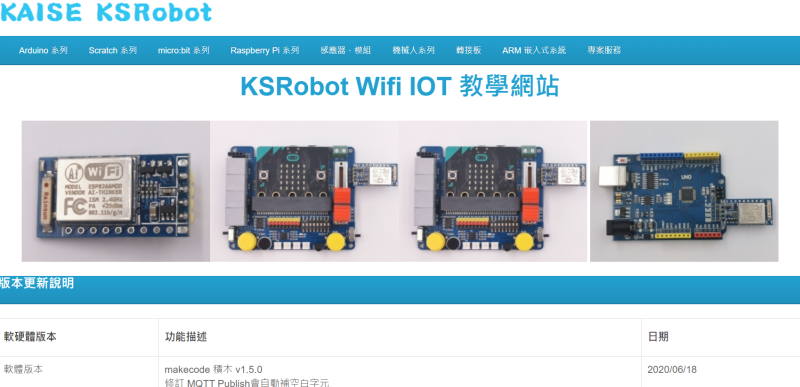 KAISE KSRobot
Arduino 系列 Scratch 系列 micro:bit 系列 Raspberry Pi 系列 感應器、模組 機械人系列 轉接板 ARM 嵌入式系統 專案服務
KSRobot Wifi IOT 教學網站
Ai WiFi
MODEL ESP8266MOD
VENDOR AI-THINKER
FC ISM 2.4GHz
PA +25dBm
802.11b/g/n
UNO
版本更新說明
軟硬體版本 功能描述 日期
軟體版本 makecode 積木 v1.5.0 2020/06/18
修訂 MQTT Publish會自動補空白字元